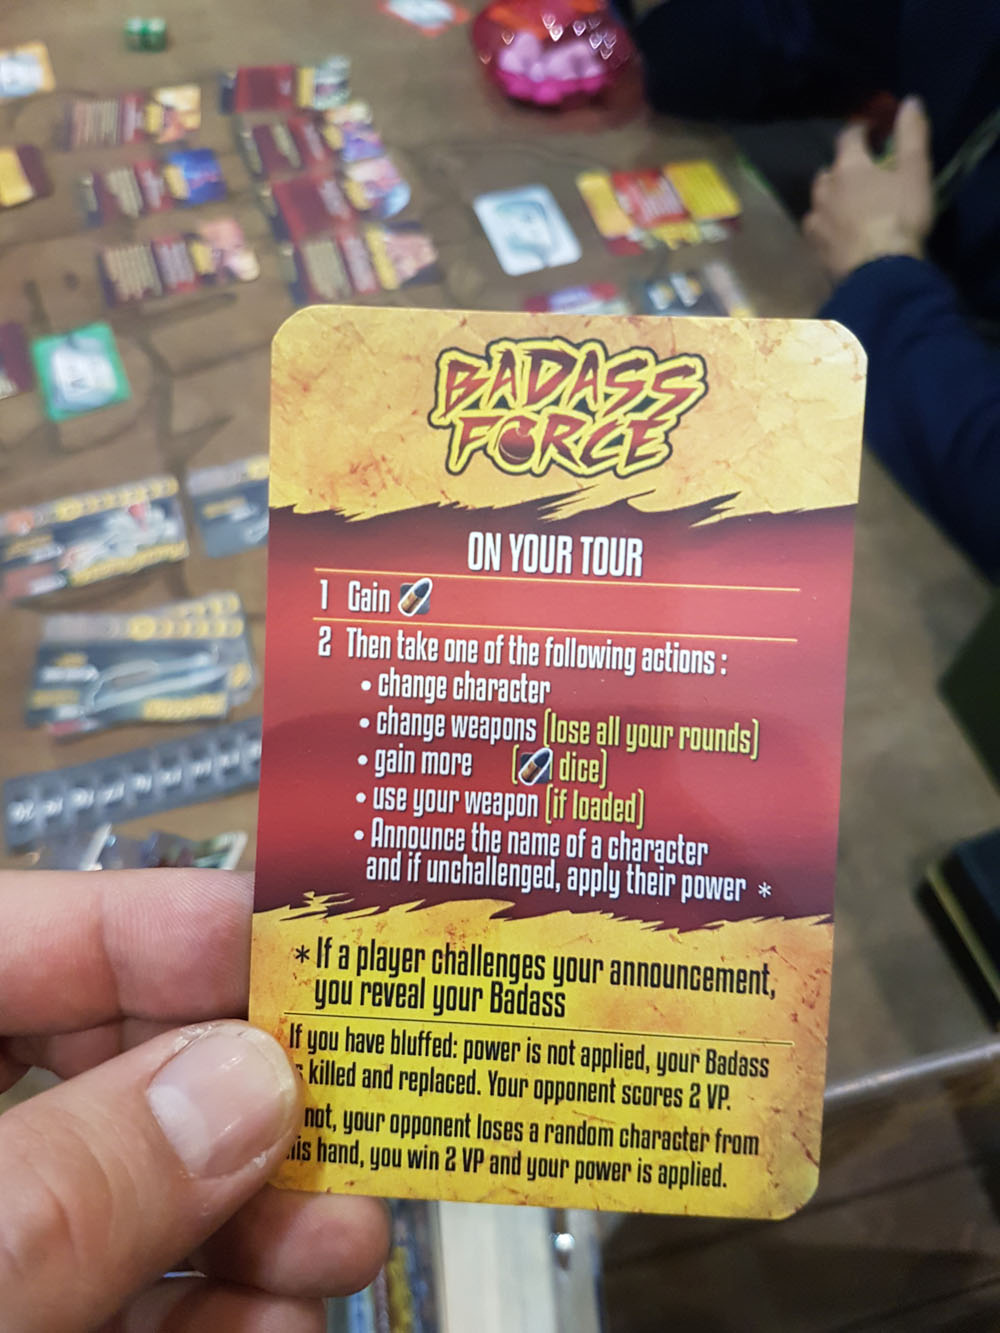 BADASS
FORCE
ON YOUR TOUR
1 Gain
2 Then take one of the following actions :
• change character
• change weapons (lose all your rounds)
• gain more ( dice)
• use your weapon (if loaded)
• Announce the name of a character
and if unchallenged, apply their power *
* If a player challenges your announcement,
you reveal your Badass
If you have bluffed: power is not applied, your Badass
killed and replaced. Your opponent scores 2 VP.
not, your opponent loses a random character from
his hand, you win 2 VP and your power is applied.